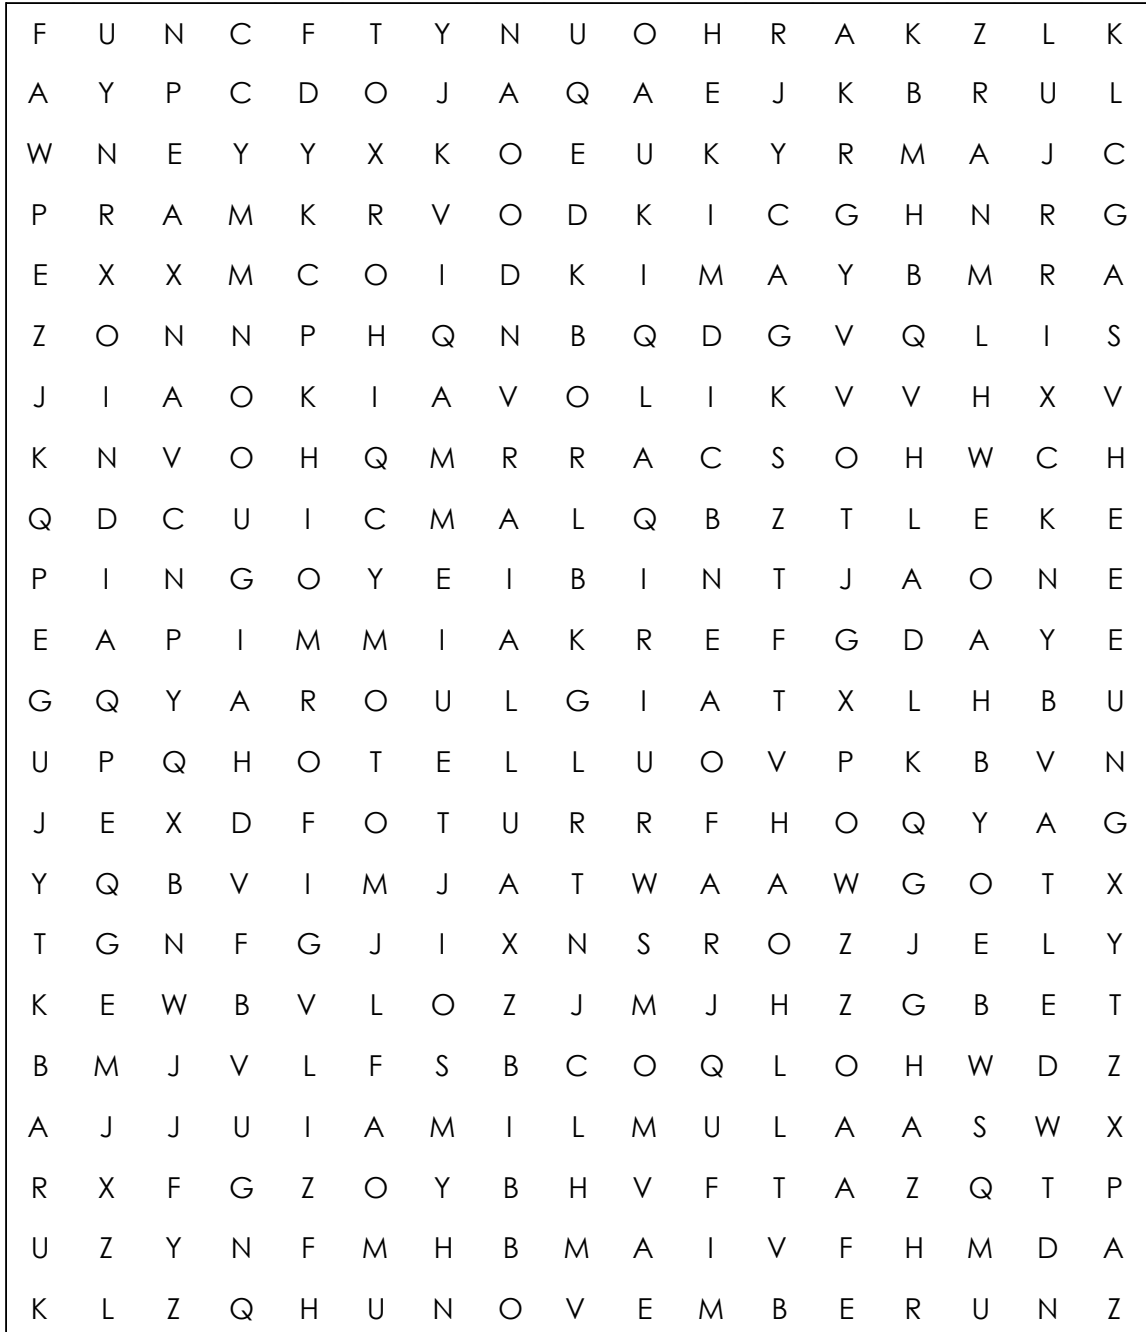 F U N C F T Y N U O H R A K Z L K
A Y P C D O J A Q A E J K B R U L
W N E Y Y X K O E U K Y R M A J C
P R A M K R V O D K I C G H N R G
E X X M C O I D K I M A Y B M R A
Z O N N P H Q N B Q D G V Q L I S
J I A O K I A V O L I K V V H X V
K N V O H Q M R R A C S O H W C H
Q D C U I C M A L Q B Z T L E K E
P I N G O Y E I B I N T J A O N E
E A P I M M I A K R E F G D A Y E
G Q Y A R O U L G I A T X L H B U
U P Q H O T E L L U O V P K B V N
J E X D F O T U R R F H O Q Y A G
Y Q B V I M J A T W A A W G O T X
T G N F G J I X N S R O Z J E L Y
K E W B V L O Z J M J H Z G B E T
B M J V L F S B C O Q L O H W D Z
A J J U I A M I L M U L A A S W X
R X F G Z O Y B H V F T A Z Q T P
U Z Y N F M H B M A I V F H M D A
K L Z Q H U N O V E M B E R U N Z